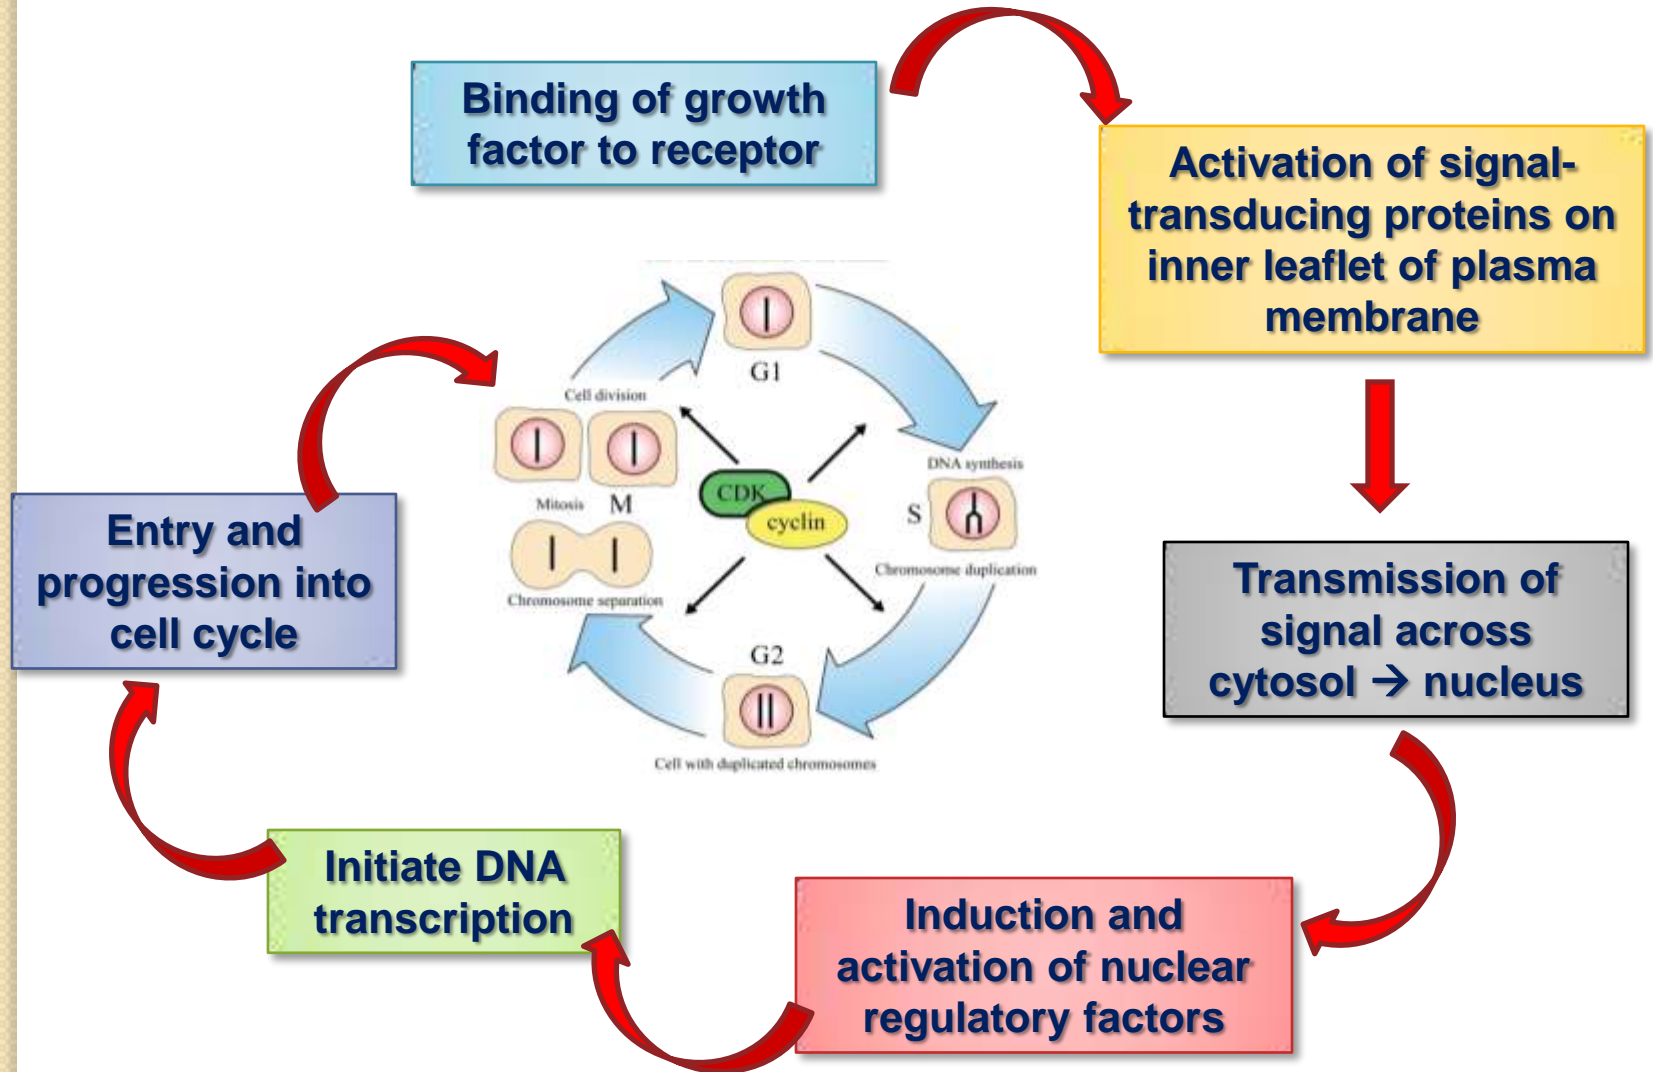 Binding of growth
factor to receptor
Activation of signal-
transducing proteins on
inner leaflet of plasma
membrane
Transmission of
signal across
cytosol → nucleus
Induction and
activation of nuclear
regulatory factors
Initiate DNA
transcription
Entry and
progression into
cell cycle
G1
Cell division
DNA synthesis
CDK
cyclin
S
Mitosis M
Chromosome duplication
Chromosome separation
G2
Cell with duplicated chromosomes